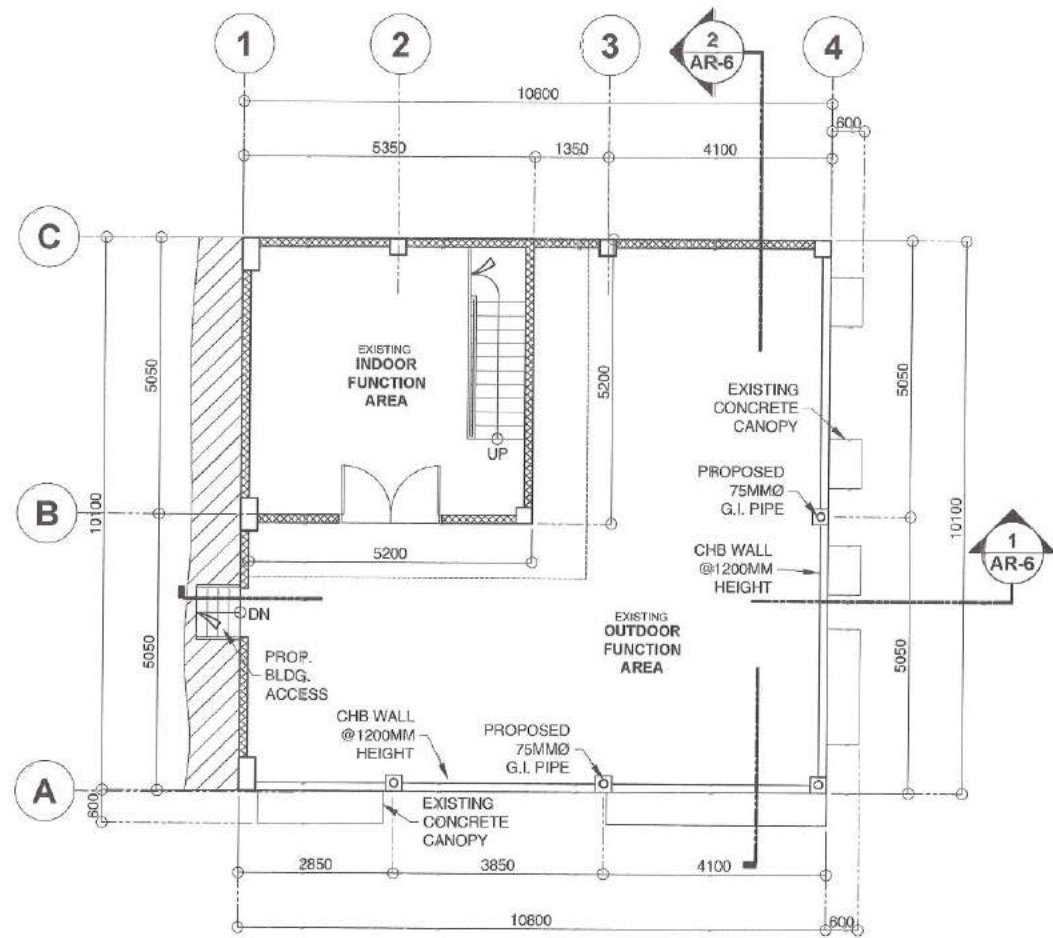 1
2
3
4
2
AR-6
10800
600
5350
1350
4100
C
5050
10100
EXISTING
INDOOR
FUNCTION
AREA
5200
UP
5050
10100
EXISTING
CONCRETE
CANOPY
PROPOSED
75MMØ
G.I. PIPE
B
5200
CHB WALL
@1200MM
HEIGHT
1
AR-6
DN
EXISTING
OUTDOOR
FUNCTION
AREA
5050
5050
PROP.
BLDG.
ACCESS
CHB WALL
@1200MM
HEIGHT
PROPOSED
75MMØ
G.I. PIPE
A
600
EXISTING
CONCRETE
CANOPY
2850
3850
4100
10800
600